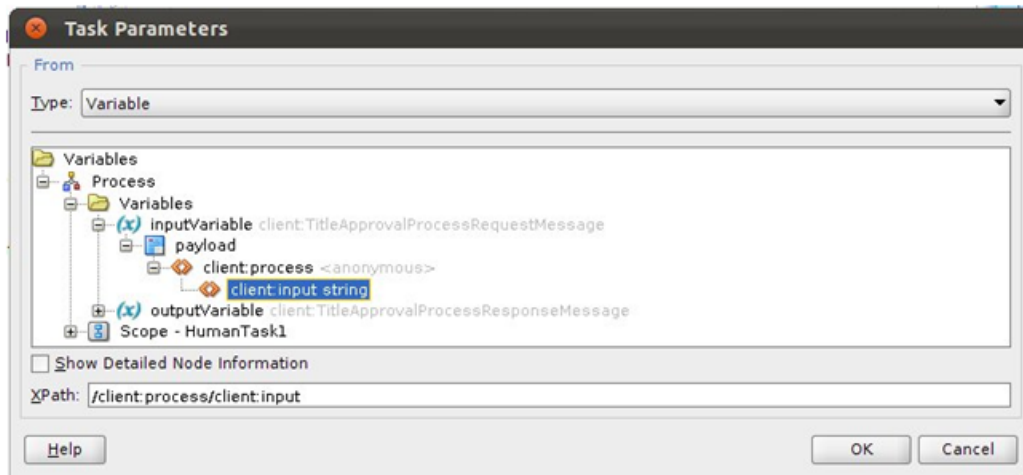 Task Parameters
From
Type: Variable
Variables
Process
Variables
(x) inputVariable client:TitleApprovalProcessRequestMessage
payload
client:process <anonymous>
client:input string
(x) outputVariable client:TitleApprovalProcessResponseMessage
Scope - HumanTask1
Show Detailed Node Information
XPath: /client:process/client:input
Help OK Cancel